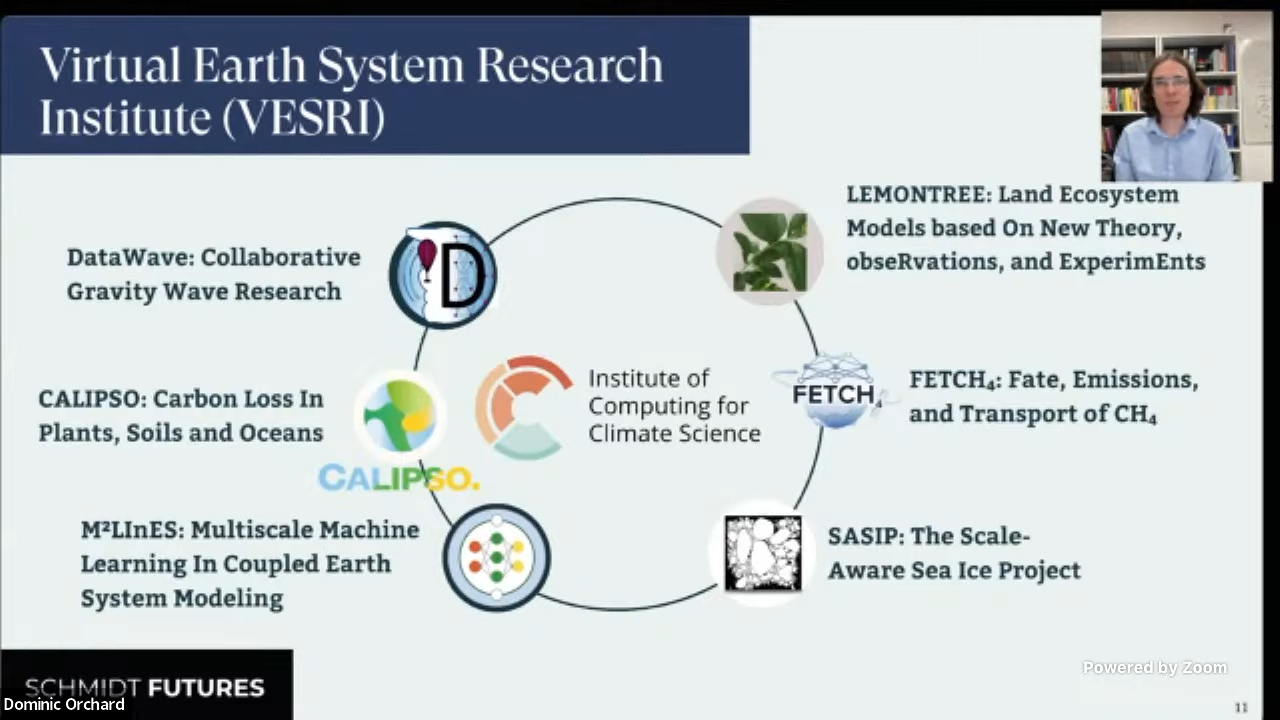 Virtual Earth System Research
Institute (VESRI)
LEMONTREE: Land Ecosystem
Models based On New Theory,
obseRvations, and ExperimEnts
DataWave: Collaborative
Gravity Wave Research
D
CALIPSO: Carbon Loss In
Plants, Soils and Oceans
CALIPSO.
Institute of
Computing for
Climate Science
FETCH4
FETCH₄: Fate, Emissions,
and Transport of CH₄
M²LInES: Multiscale Machine
Learning In Coupled Earth
System Modeling
SASIP: The Scale-
Aware Sea Ice Project
SCHMIDT FUTURES
Dominic Orchard
Powered by Zoom
11